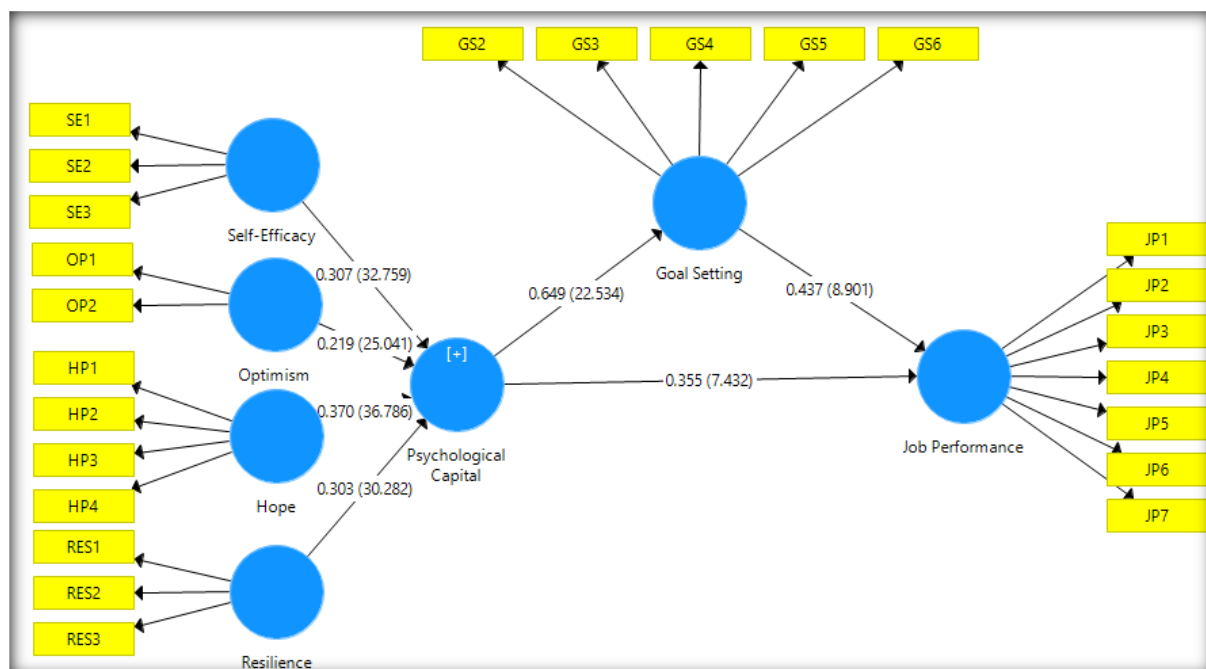 GS2
GS3
GS4
GS5
GS6
SE1
SE2
SE3
Self-Efficacy
OP1
OP2
Optimism
HP1
HP2
HP3
HP4
Hope
RES1
RES2
RES3
Resilience
0.307 (32.759)
0.219 (25.041)
0.370 (36.786)
0.303 (30.282)
[+]
Psychological
Capital
0.649 (22.534)
Goal Setting
0.437 (8.901)
0.355 (7.432)
Job Performance
JP1
JP2
JP3
JP4
JP5
JP6
JP7